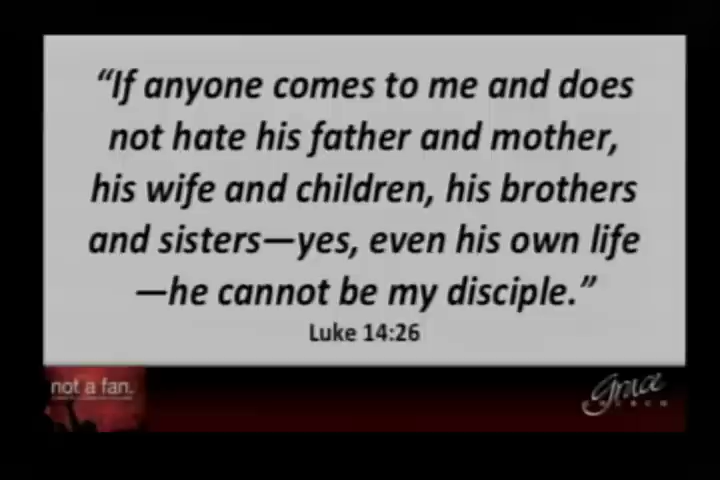 “If anyone comes to me and does
not hate his father and mother,
his wife and children, his brothers
and sisters—yes, even his own life
—he cannot be my disciple.”
Luke 14:26
not a fan.
Grace
CHURCH